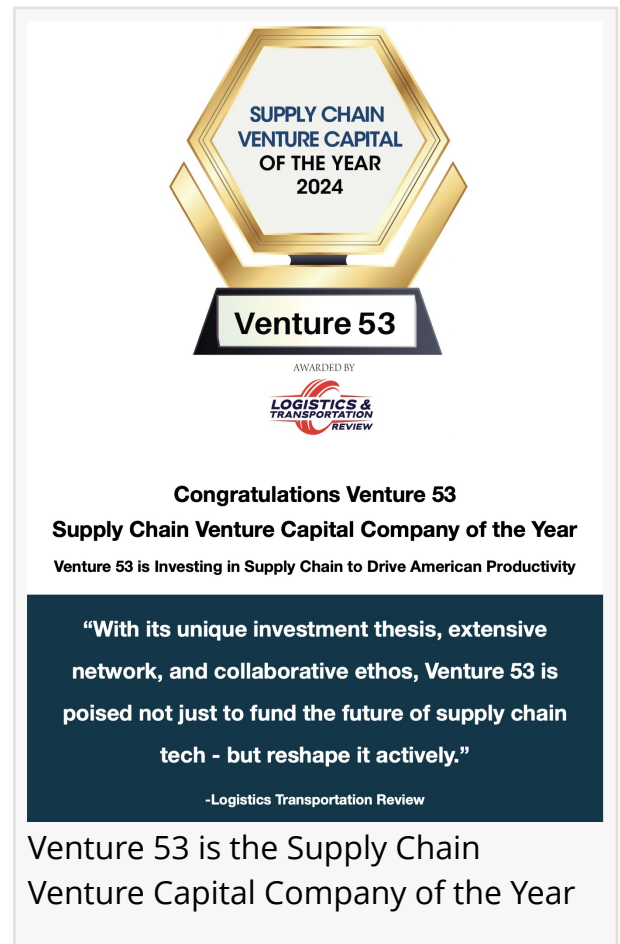 SUPPLY CHAIN
VENTURE CAPITAL
OF THE YEAR
2024
Venture 53
AWARDED BY
LOGISTICS &
TRANSPORTATION
REVIEW
Congratulations Venture 53
Supply Chain Venture Capital Company of the Year
Venture 53 is Investing in Supply Chain to Drive American Productivity
“With its unique investment thesis, extensive
network, and collaborative ethos, Venture 53 is
poised not just to fund the future of supply chain
tech - but reshape it actively.”
-Logistics Transportation Review
Venture 53 is the Supply Chain
Venture Capital Company of the Year